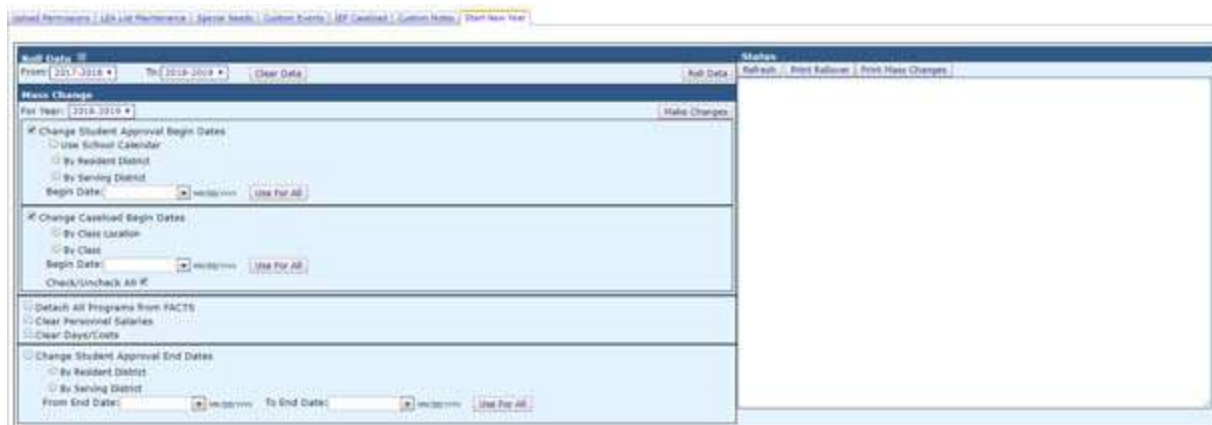 Upload Permissions | LEA List Maintenance | Special Needs | Custom Events | IEP Caseload | Custom Notes | Start New Year
Roll Data
From: 2017-2018 To: 2018-2019 Clear Data Roll Data
Mass Change
For Year: 2018-2019 Make Changes
Change Student Approval Begin Dates
Use School Calendar
By Resident District
By Serving District
Begin Date: MM/DD/YYYY Use For All
Change Caseload Begin Dates
By Class Location
By Class
Begin Date: MM/DD/YYYY Use For All
Check/Uncheck All
Detach All Programs from FACTS
Clear Personnel Salaries
Clear Days/Costs
Change Student Approval End Dates
By Resident District
By Serving District
From End Date: MM/DD/YYYY To End Date: MM/DD/YYYY Use For All
Status
Refresh Print Rollover Print Mass Changes